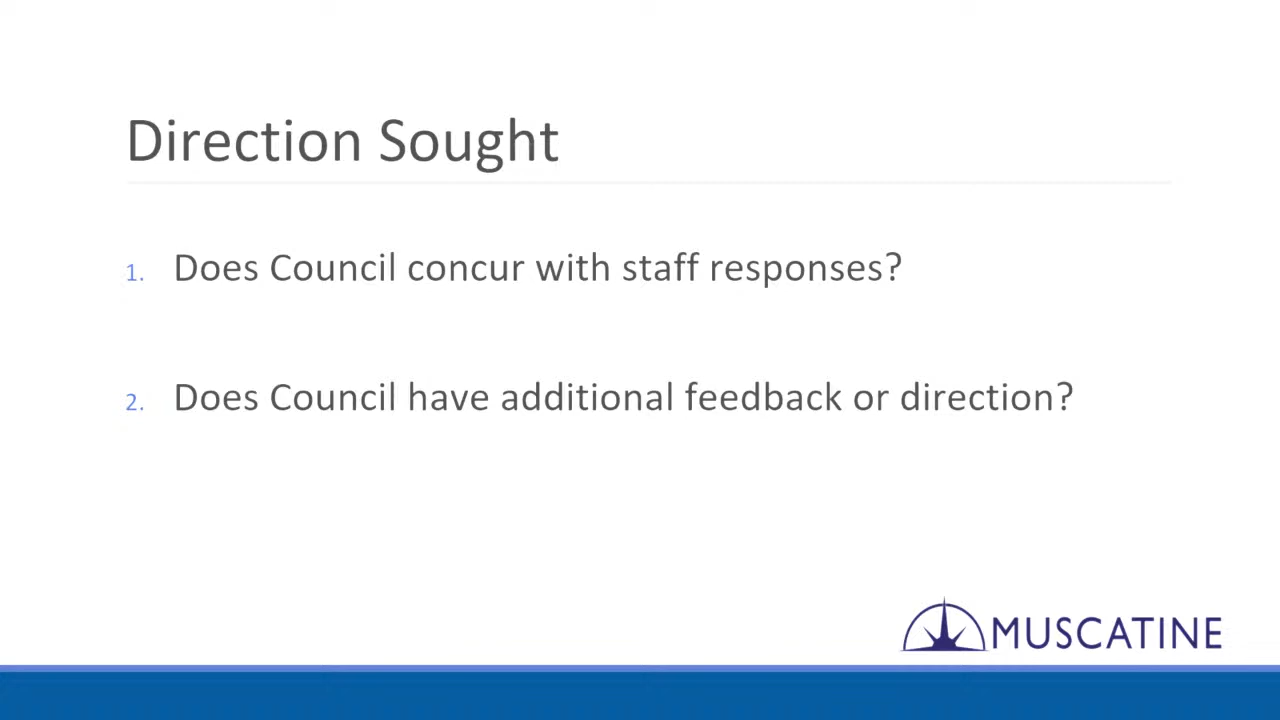 Direction Sought
1. Does Council concur with staff responses?
2. Does Council have additional feedback or direction?
MUSCATINE